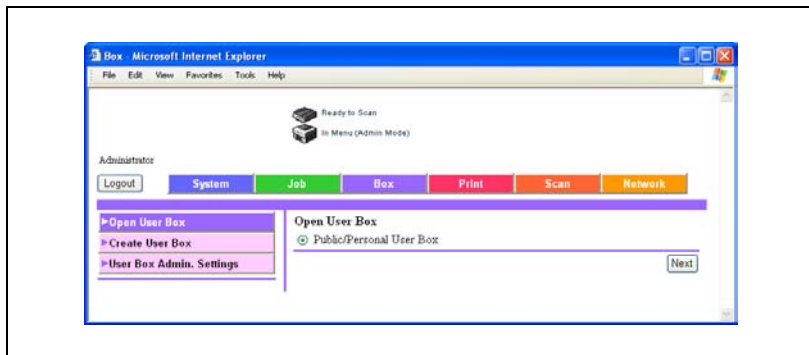 Box - Microsoft Internet Explorer
File Edit View Favorites Tools Help
Ready to Scan
In Menu (Admin Mode)
Administrator
Logout System Job Box Print Scan Network
Open User Box
Create User Box
User Box Admin. Settings
Open User Box
Public/Personal User Box
Next